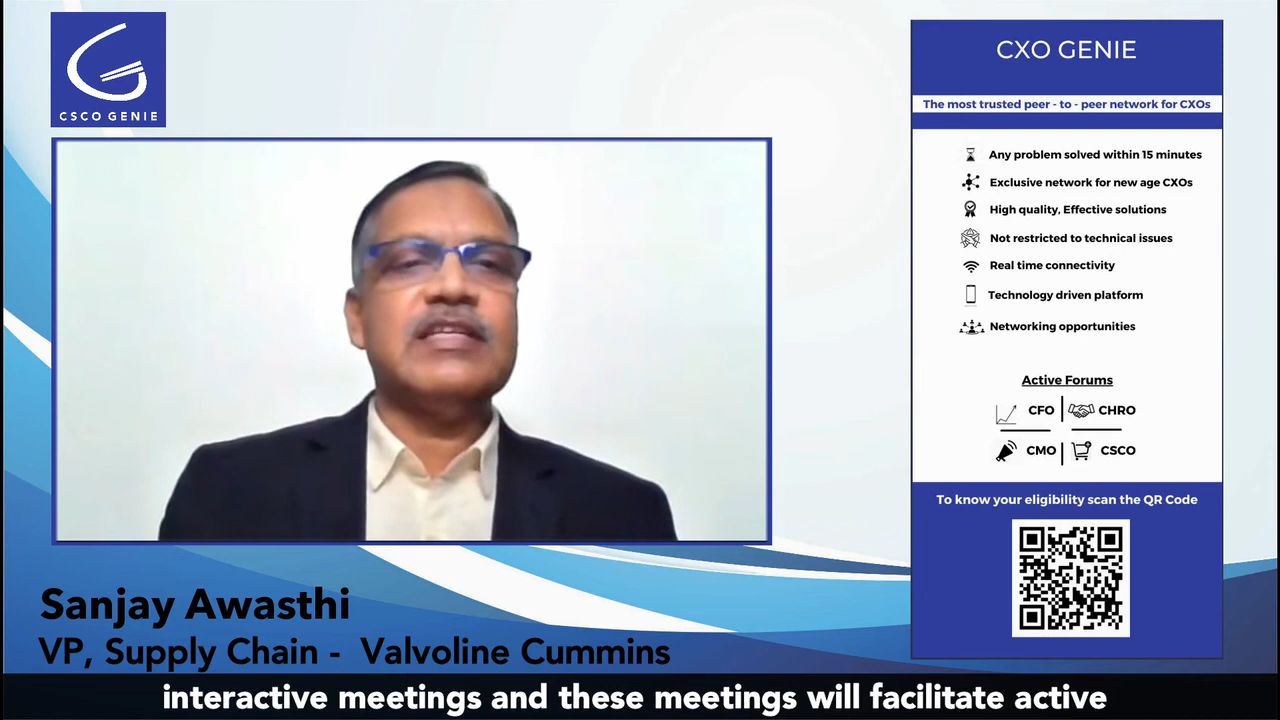 CSCO GENIE
CXO GENIE
The most trusted peer - to - peer network for CXOs
Any problem solved within 15 minutes
Exclusive network for new age CXOs
High quality, Effective solutions
Not restricted to technical issues
Real time connectivity
Technology driven platform
Networking opportunities
Active Forums
CFO CHRO
CMO CSCO
To know your eligibility scan the QR Code
Sanjay Awasthi
VP, Supply Chain - Valvoline Cummins
interactive meetings and these meetings will facilitate active